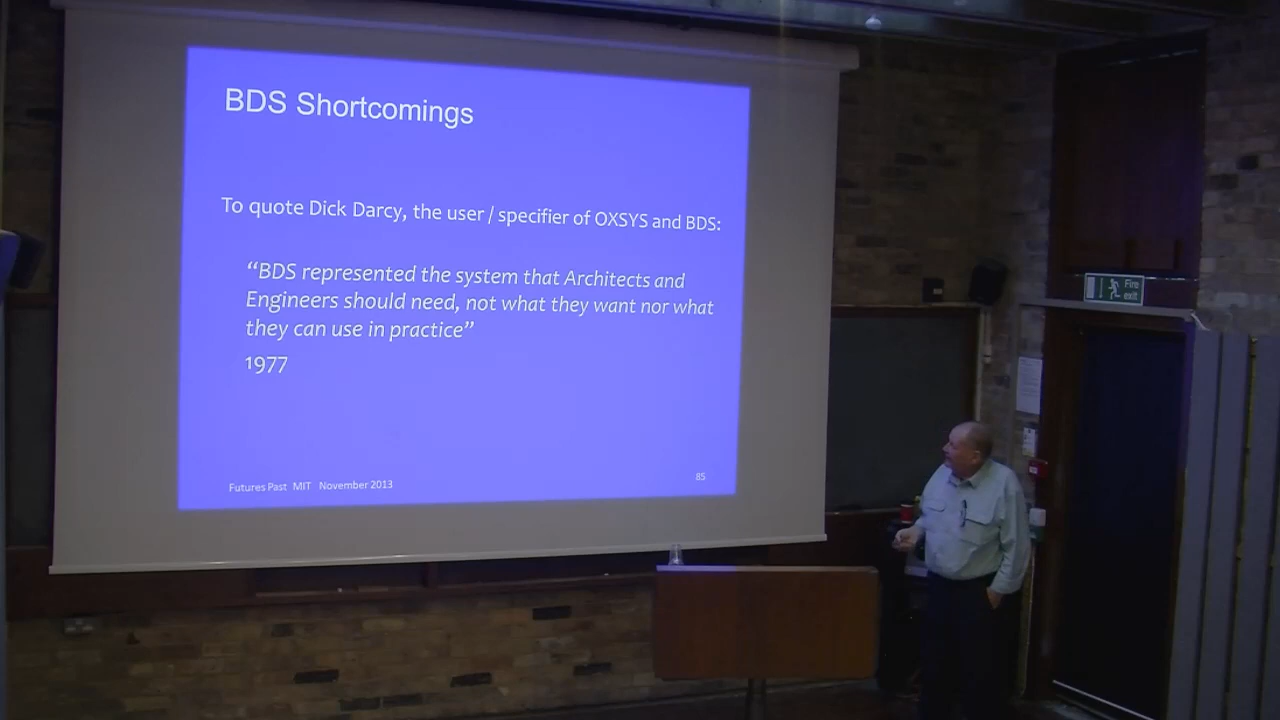 BDS Shortcomings
To quote Dick Darcy, the user / specifier of OXSYS and BDS:
“BDS represented the system that Architects and
Engineers should need, not what they want nor what
they can use in practice”
1977
Futures Past MIT November 2013
85
Fire
exit